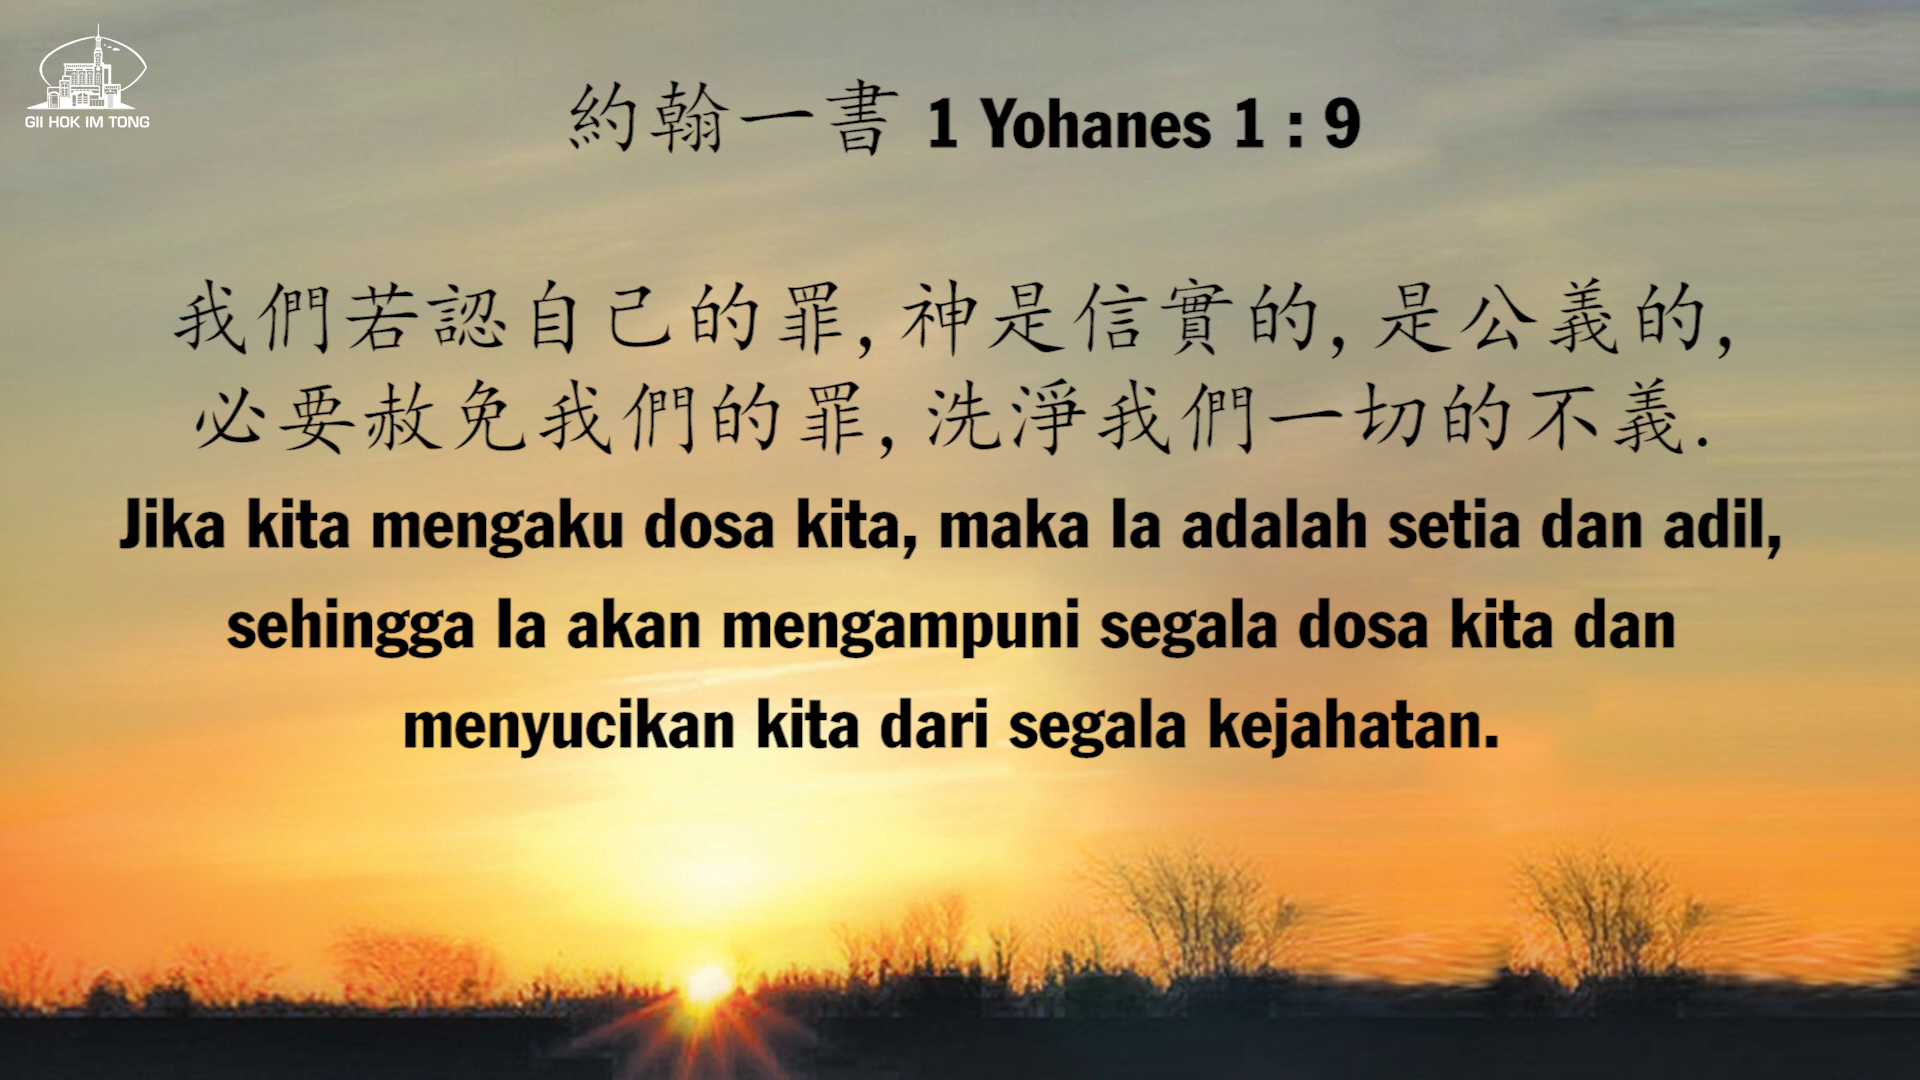 GII HOK IM TONG
約翰一書 1 Yohanes 1 : 9
我們若認自己的罪,神是信實的,是公義的,
必要赦免我們的罪,洗淨我們一切的不義.
Jika kita mengaku dosa kita, maka Ia adalah setia dan adil,
sehingga Ia akan mengampuni segala dosa kita dan
menyucikan kita dari segala kejahatan.